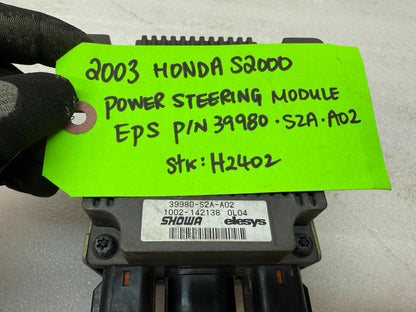 2003 HONDA S2000
POWER STEERING MODULE
EPS P/N 39980-S2A-A02
Stk: H2402
39980-S2A-A02
1002-142138 0L04
SHOWA elesys